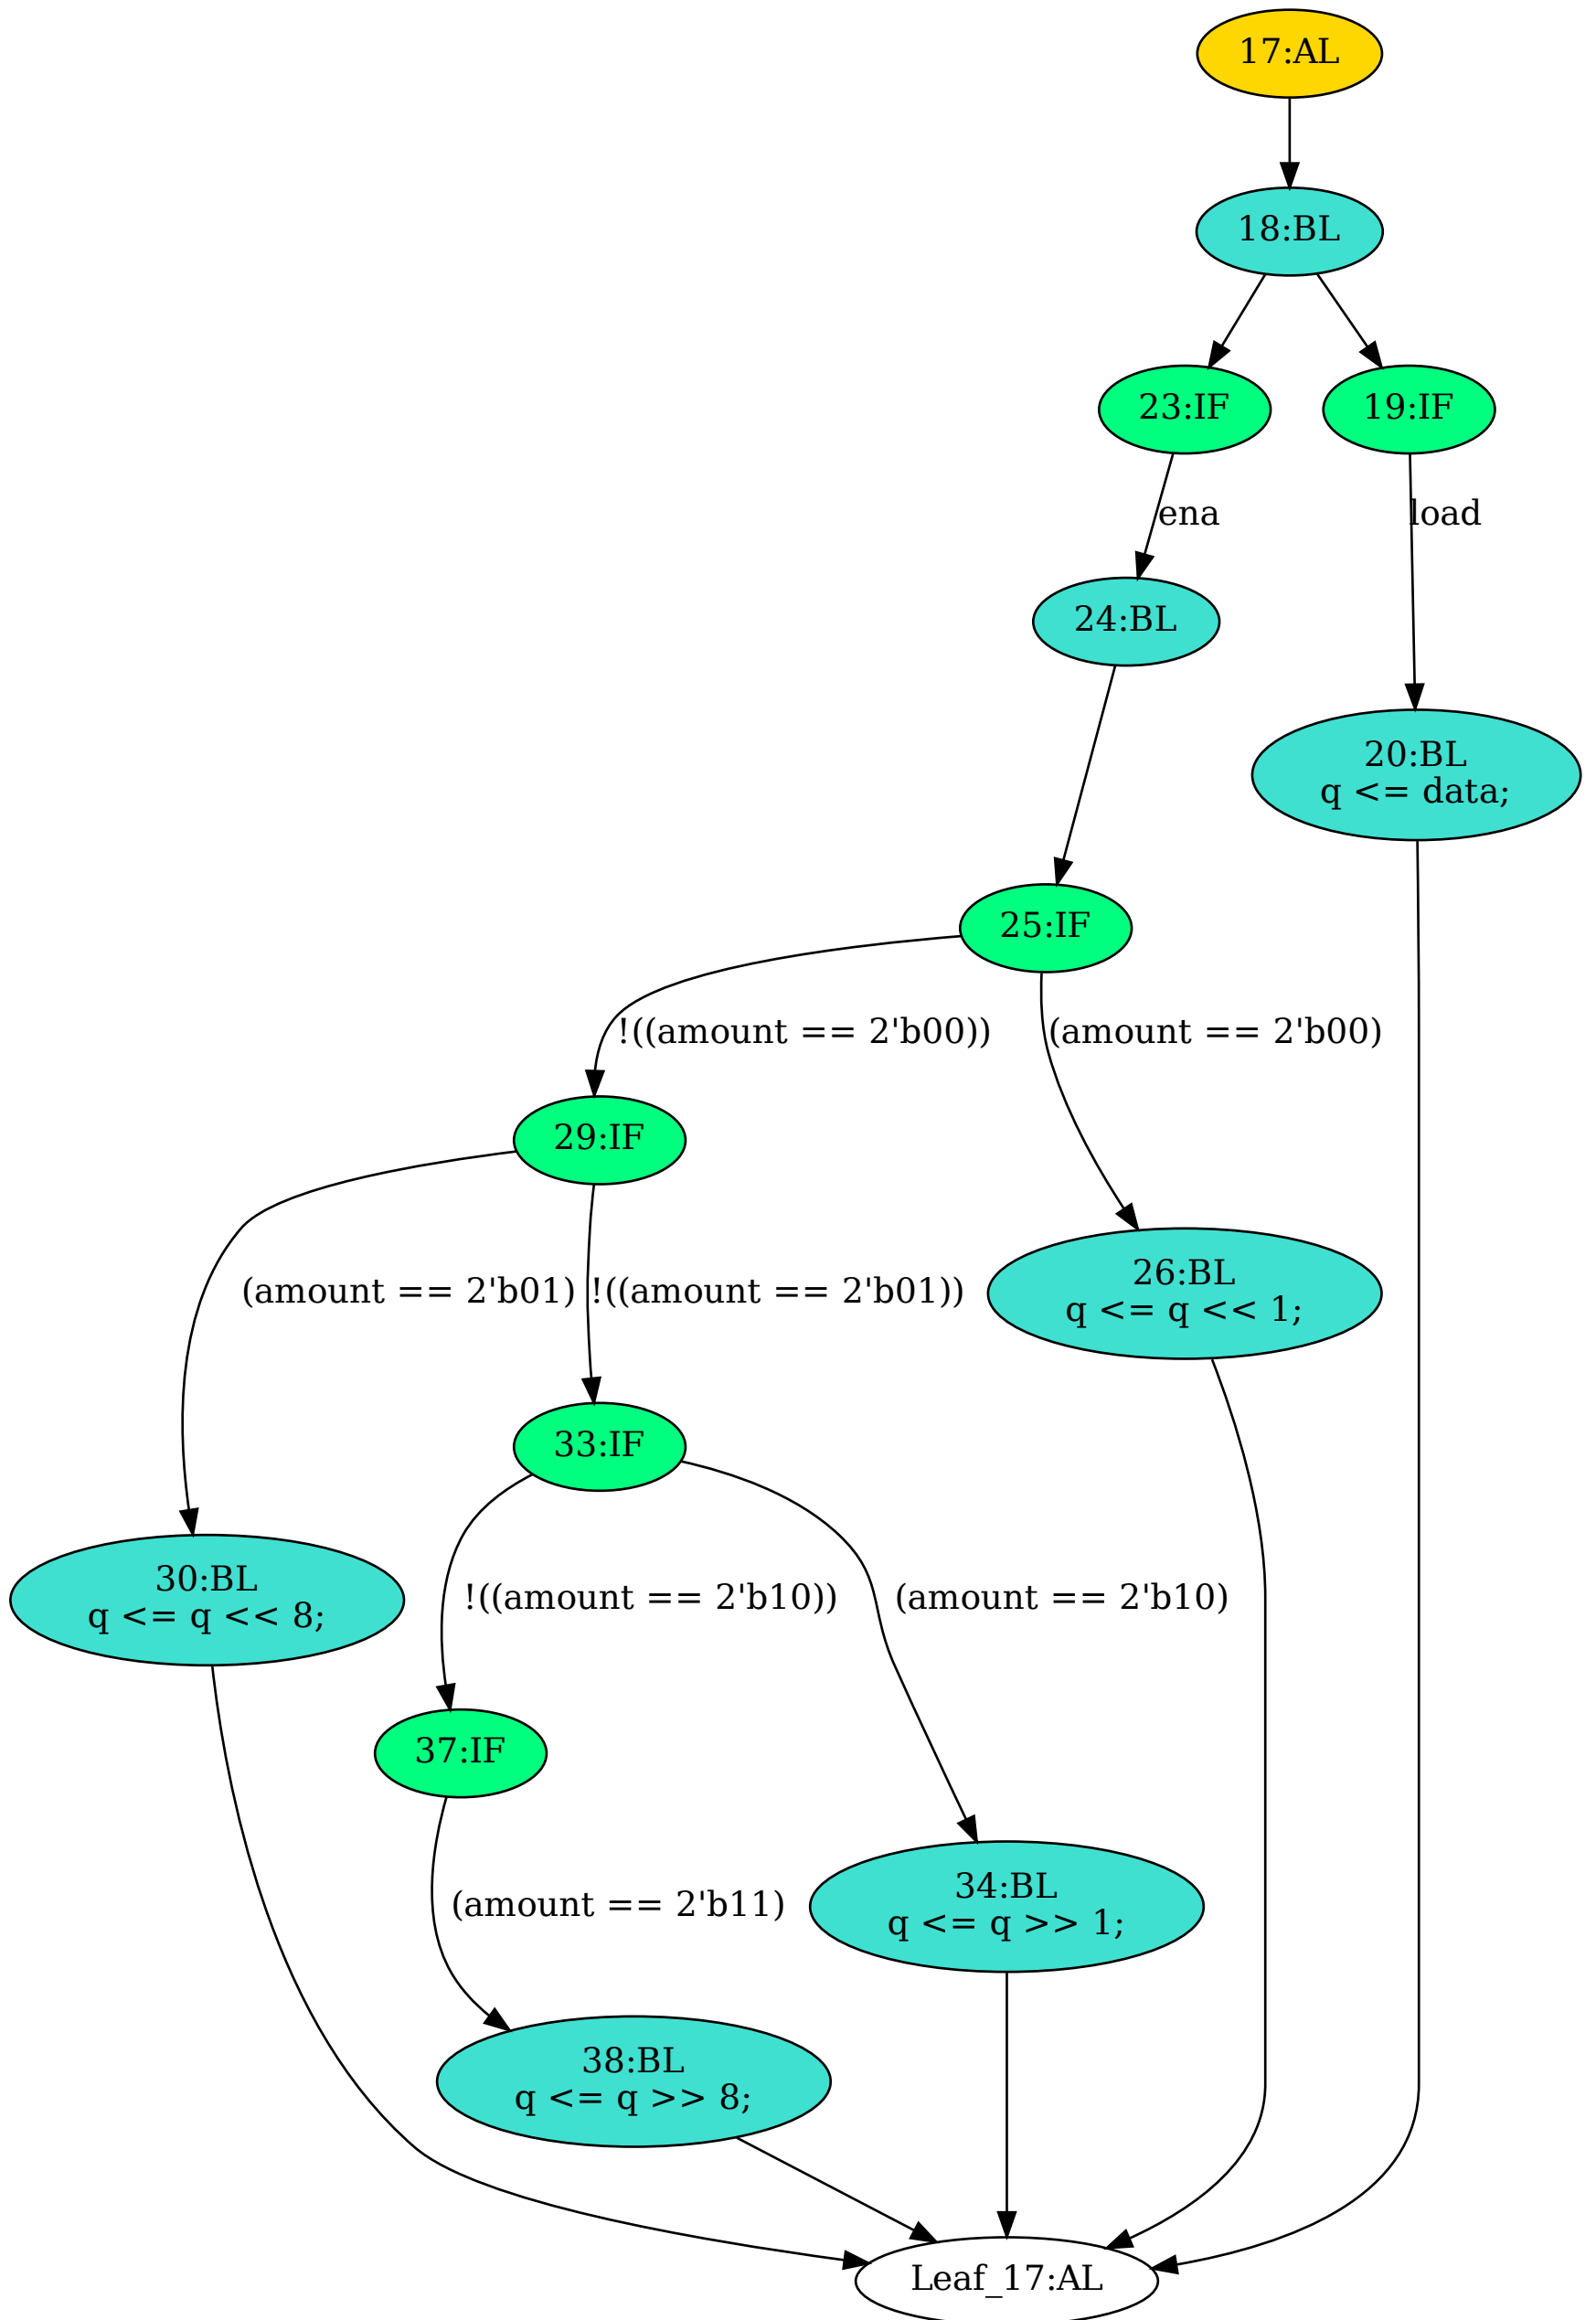 17:AL
18:BL
23:IF
19:IF
ena
load
24:BL
20:BL
q <= data;
25:IF
!((amount == 2'b00))
(amount == 2'b00)
29:IF
26:BL
q <= q << 1;
(amount == 2'b01)
!((amount == 2'b01))
33:IF
30:BL
q <= q << 8;
!((amount == 2'b10))
(amount == 2'b10)
37:IF
34:BL
q <= q >> 1;
(amount == 2'b11)
38:BL
q <= q >> 8;
Leaf_17:AL